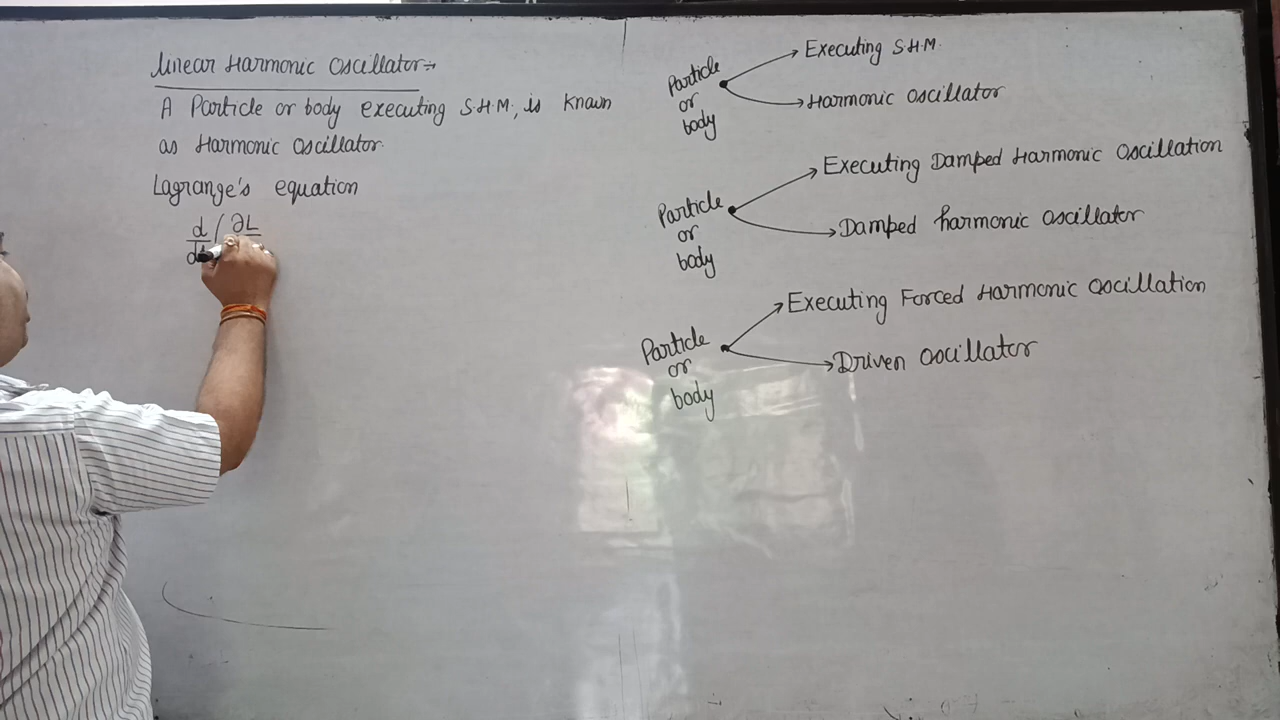 Linear Harmonic Oscillator→
A Particle or body executing S.H.M., is known
as Harmonic Oscillator.
Lagrange's equation
d/dt ( ∂L
Particle
or
body
Executing S.H.M.
Harmonic Oscillator
Particle
or
body
Executing Damped Harmonic Oscillation
Damped harmonic oscillator
Particle
or
body
Executing Forced Harmonic Oscillation
Driven Oscillator